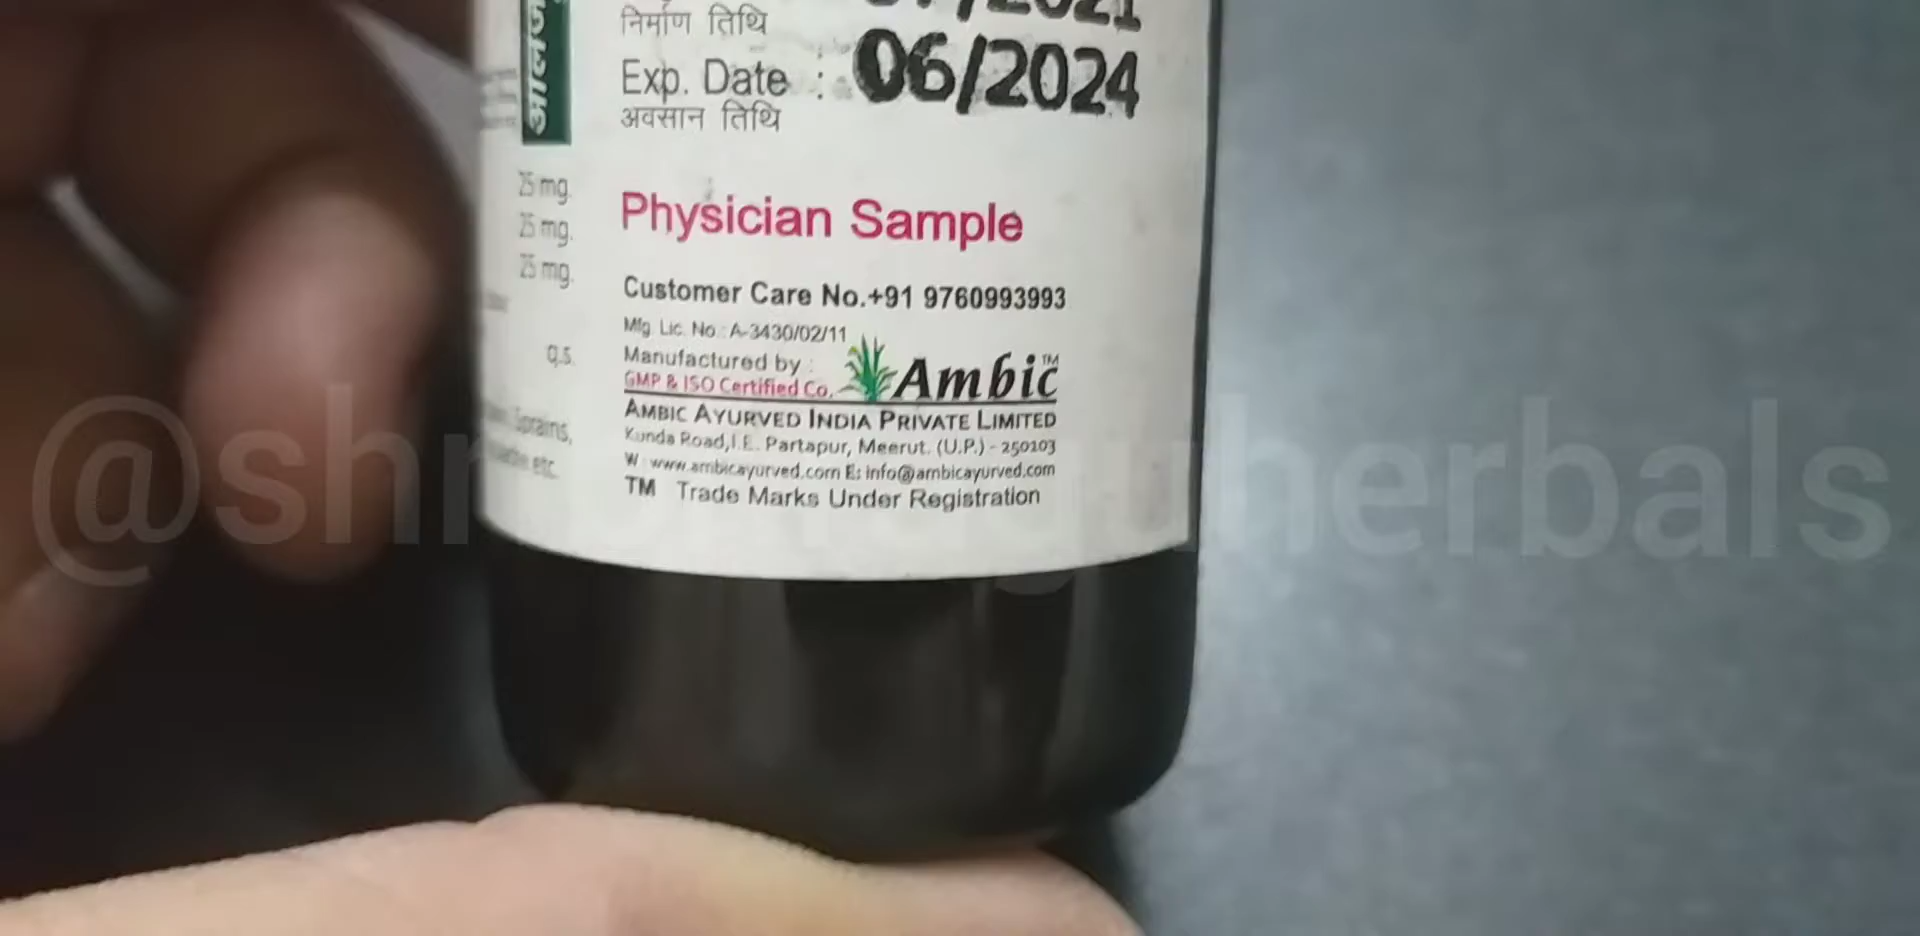 निर्माण तिथि
Exp. Date : 06/2024
अवसान तिथि
25 mg.
25 mg.
25 mg.
q.s.
Sprains,
etc.
Physician Sample
Customer Care No.+91 9760993993
Mfg. Lic. No.: A-3430/02/11
Manufactured by :
GMP & ISO Certified Co.
Ambic™
AMBIC AYURVED INDIA PRIVATE LIMITED
Kunda Road, I.E. Partapur, Meerut. (U.P.) - 250103
W : www.ambicayurved.com E: info@ambicayurved.com
TM Trade Marks Under Registration